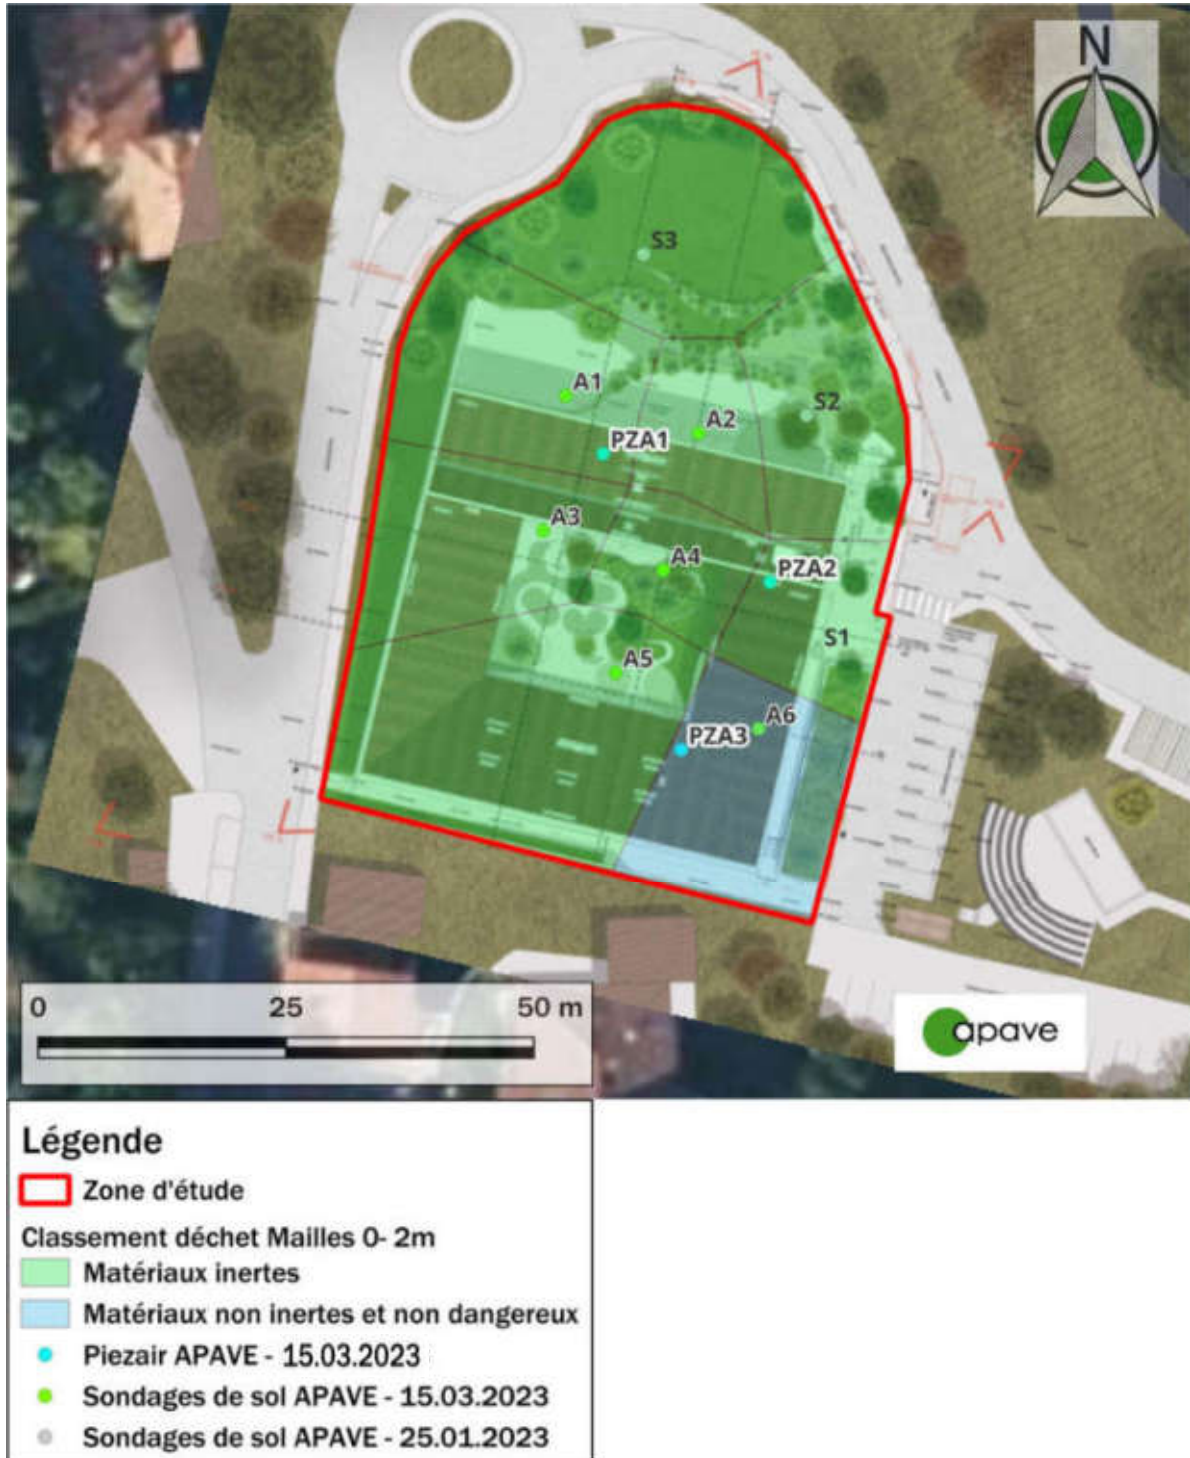 N
S3
A1
S2
A2
PZA1
A3
A4
PZA2
S1
A5
A6
PZA3
0 25 50 m
apave
Légende
Zone d'étude
Classement déchet Mailles 0- 2m
Matériaux inertes
Matériaux non inertes et non dangereux
Piezair APAVE - 15.03.2023
Sondages de sol APAVE - 15.03.2023
Sondages de sol APAVE - 25.01.2023